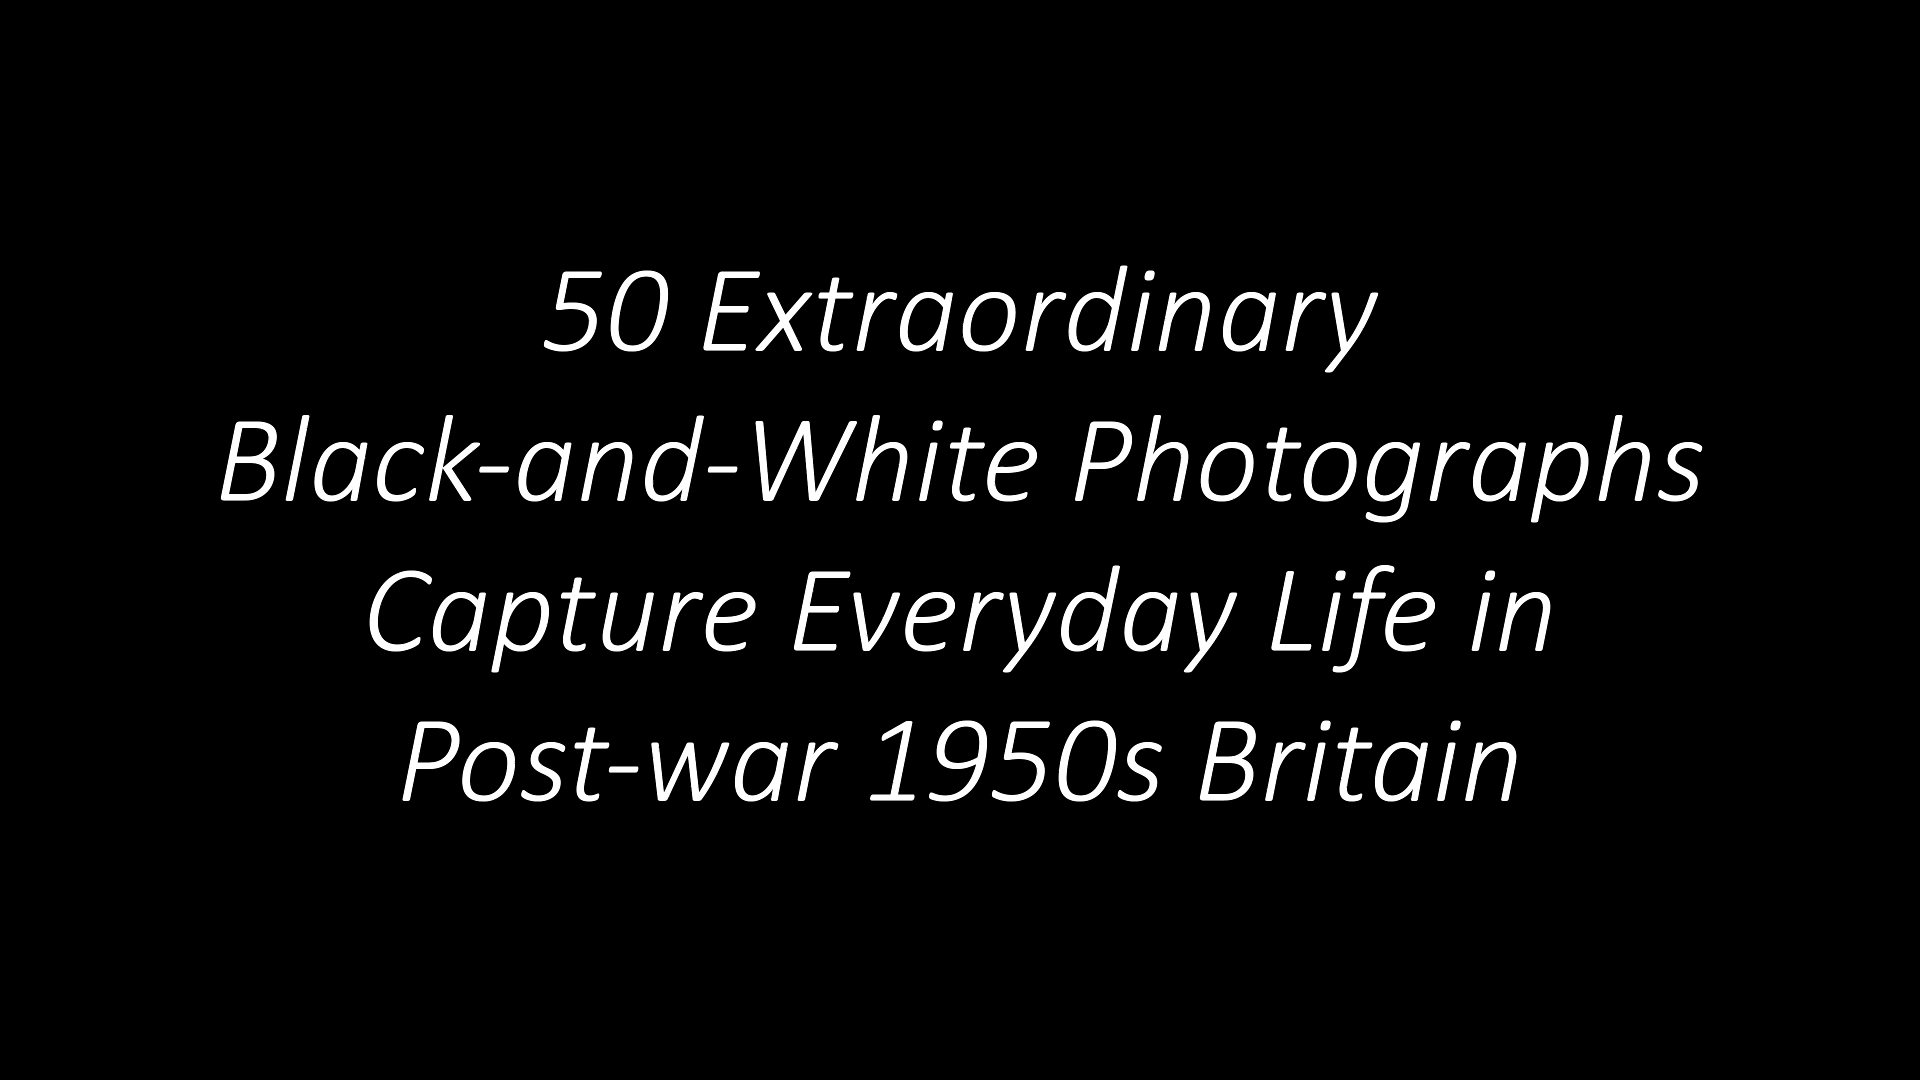 50 Extraordinary
Black-and-White Photographs
Capture Everyday Life in
Post-war 1950s Britain